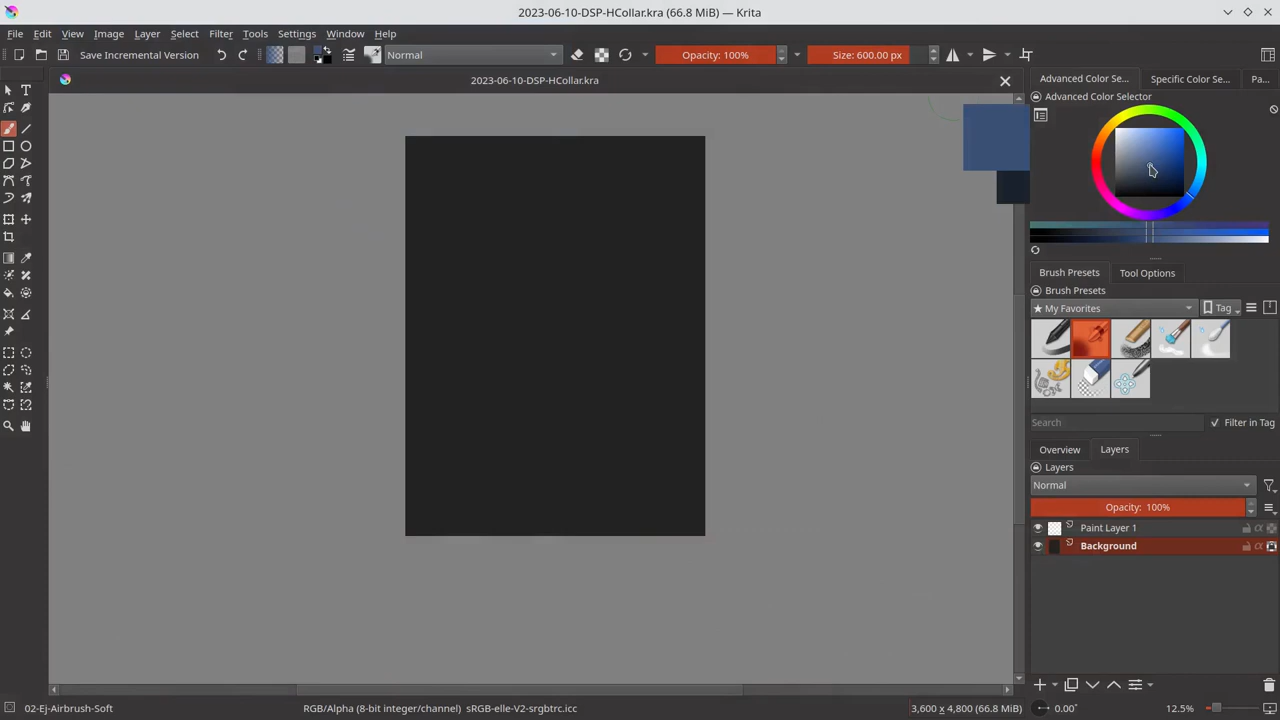 2023-06-10-DSP-HCollar.kra (66.8 MiB) — Krita
File Edit View Image Layer Select Filter Tools Settings Window Help
Save Incremental Version Normal Opacity: 100% Size: 600.00 px
2023-06-10-DSP-HCollar.kra
Advanced Color Se... Specific Color Se... Pa...
Advanced Color Selector
Brush Presets Tool Options
Brush Presets
★ My Favorites Tag
Search Filter in Tag
Overview Layers
Layers
Normal
Opacity: 100%
Paint Layer 1
Background
02-Ej-Airbrush-Soft RGB/Alpha (8-bit integer/channel) sRGB-elle-V2-srgbtrc.icc 3,600 x 4,800 (66.8 MiB) 0.00° 12.5%